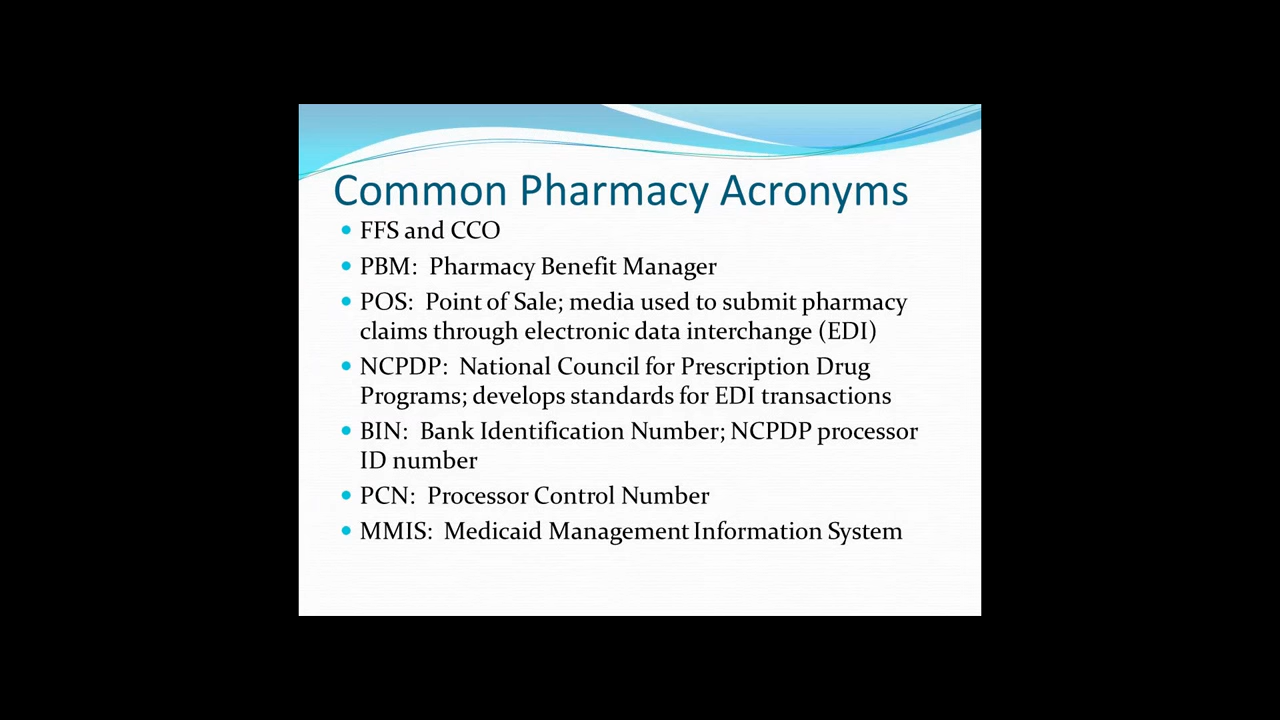 Common Pharmacy Acronyms
• FFS and CCO
• PBM:  Pharmacy Benefit Manager
• POS:  Point of Sale; media used to submit pharmacy
claims through electronic data interchange (EDI)
• NCPDP:  National Council for Prescription Drug
Programs; develops standards for EDI transactions
• BIN:  Bank Identification Number; NCPDP processor
ID number
• PCN:  Processor Control Number
• MMIS:  Medicaid Management Information System